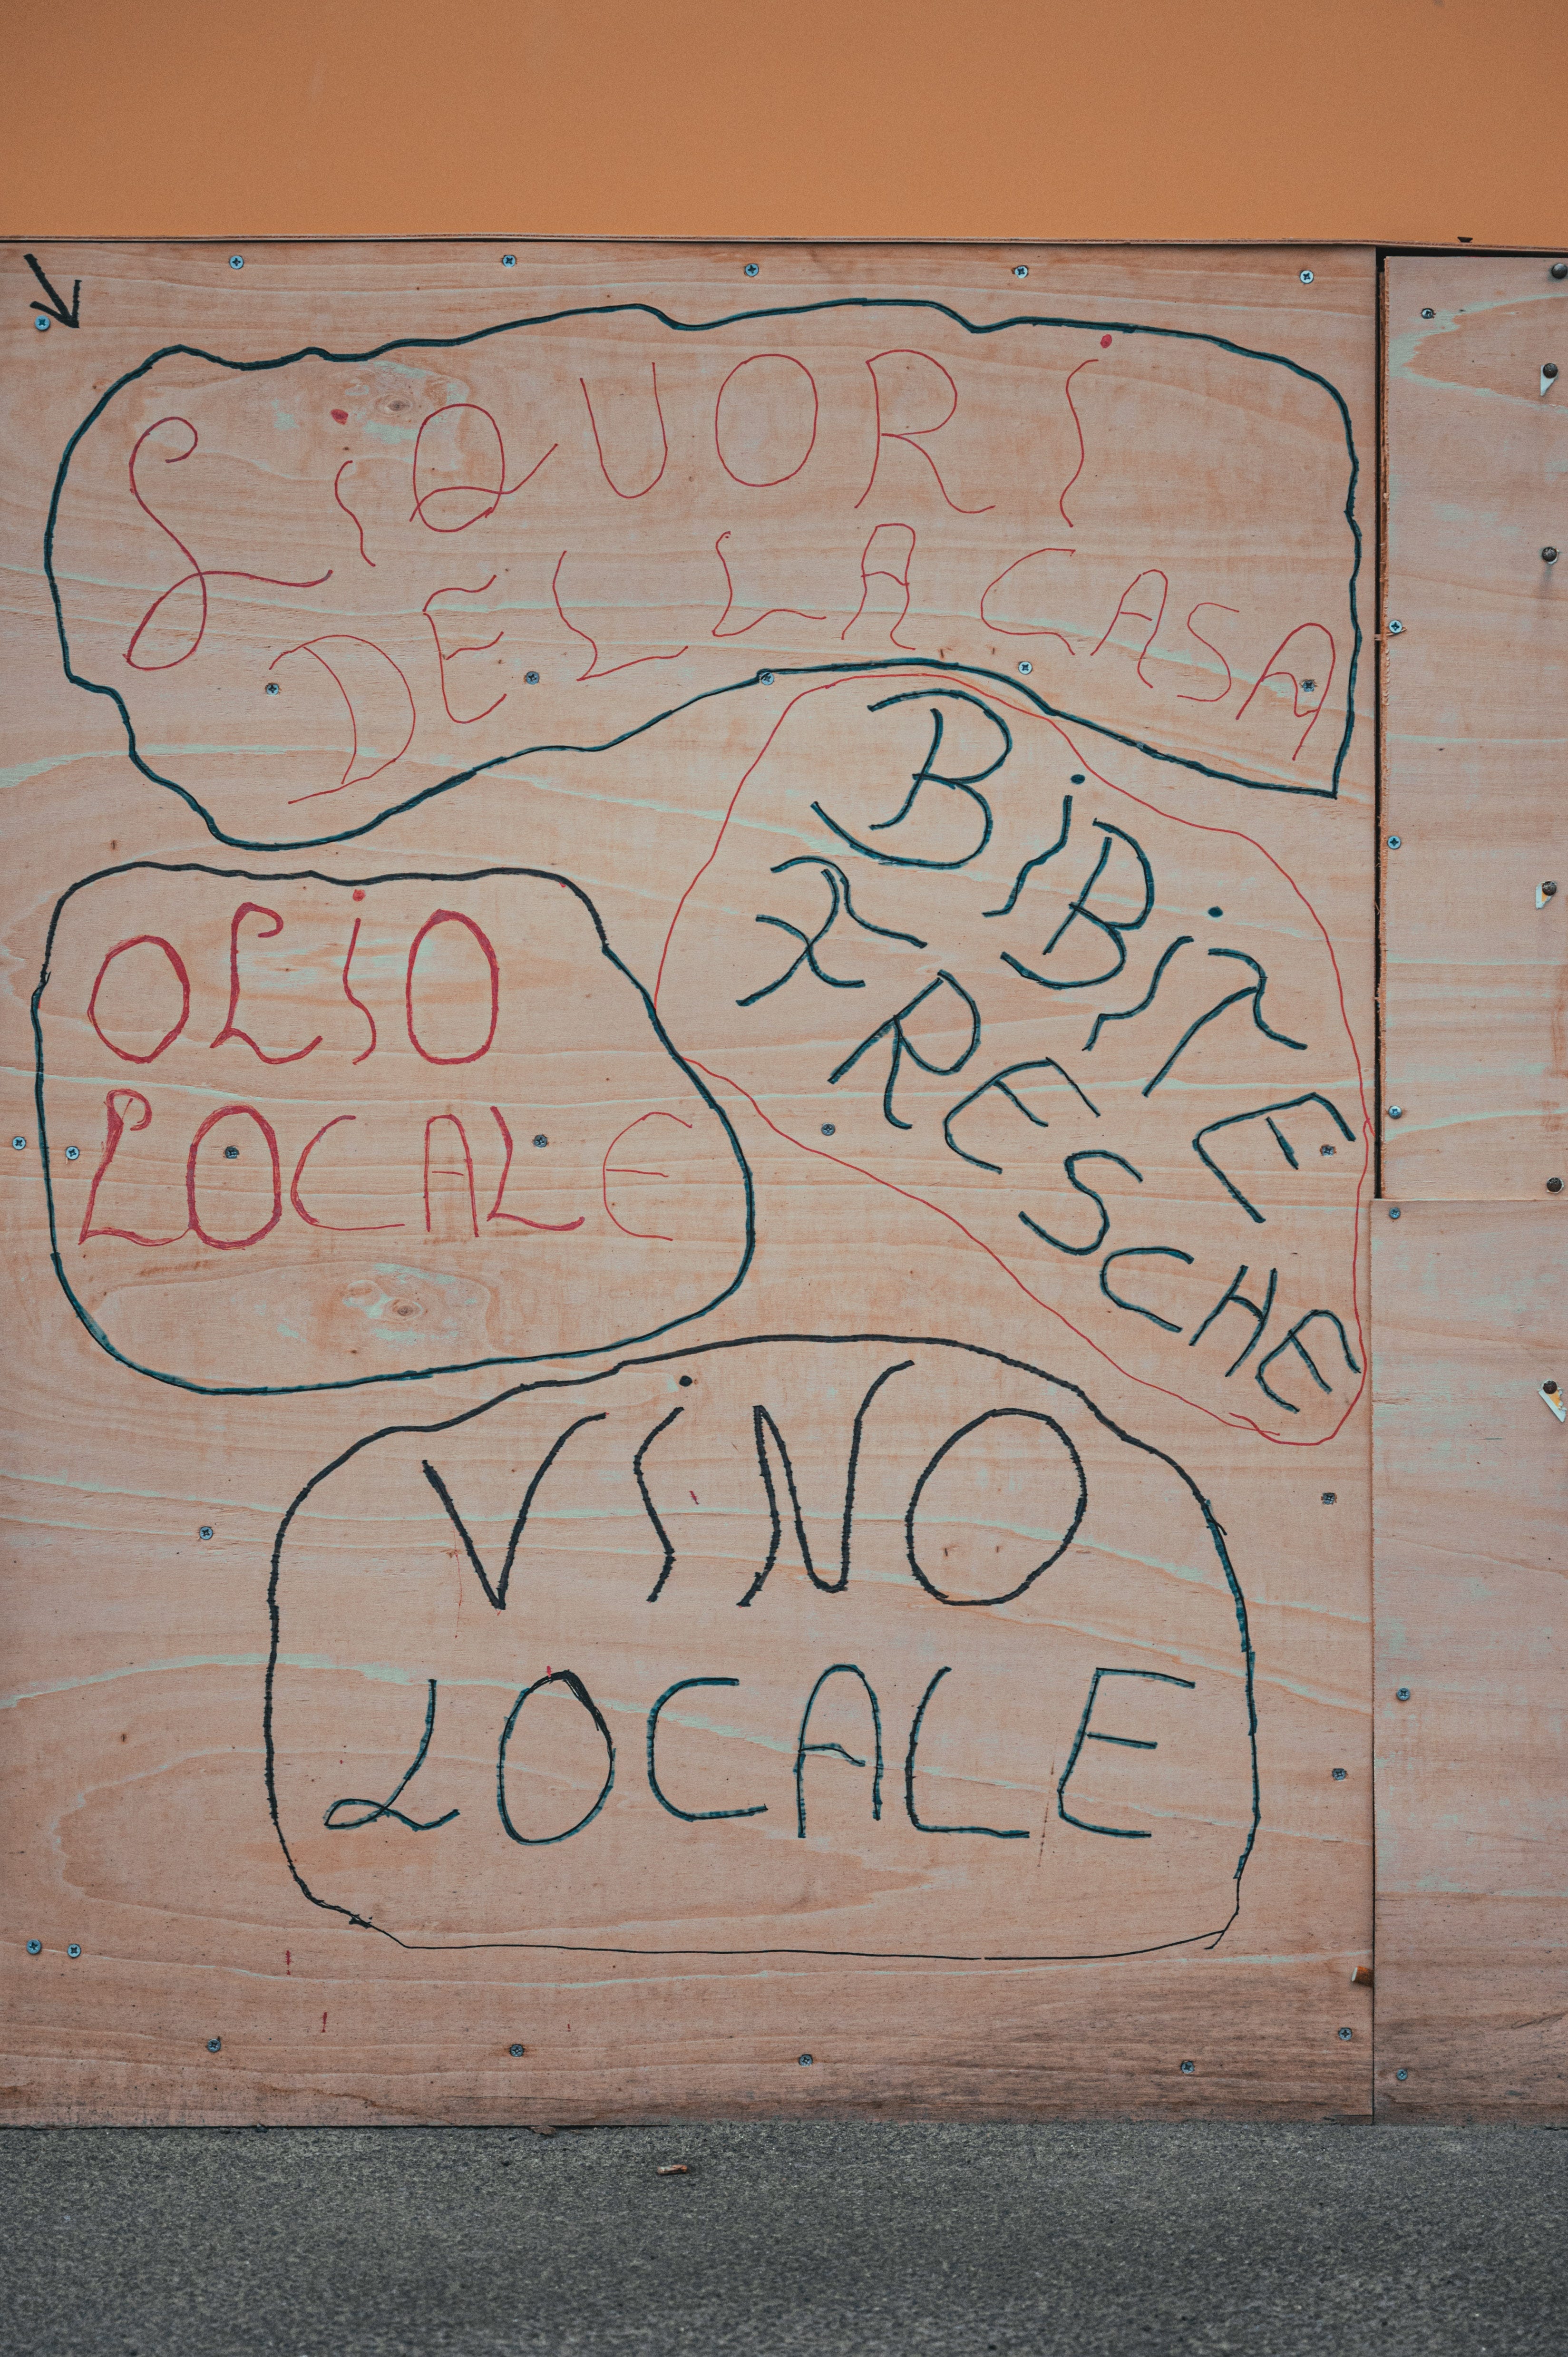 LiQUORi
DELLA CASA
BiBiTE
FRESCHE
OLiO
LOCALE
ViNO
LOCALE